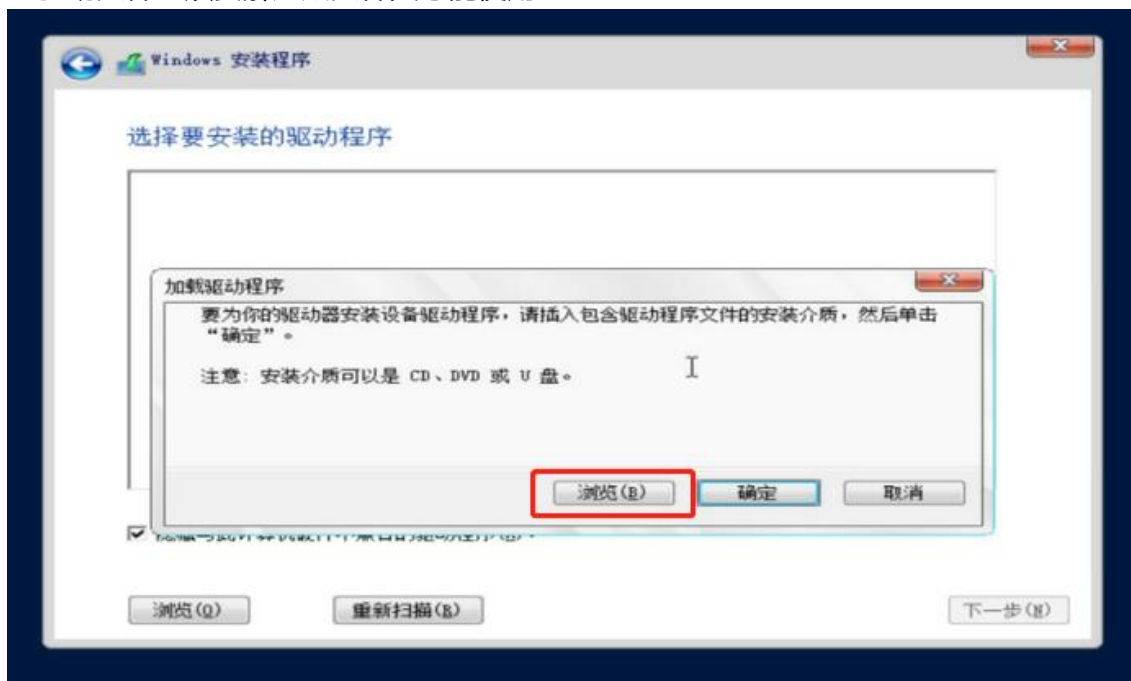 Windows 安装程序
选择要安装的驱动程序
加载驱动程序
要为你的驱动器安装设备驱动程序，请插入包含驱动程序文件的安装介质，然后单击
“确定”。
注意: 安装介质可以是 CD、DVD 或 U 盘。
浏览(B) 确定 取消
浏览(O) 重新扫描(R) 下一步(N)